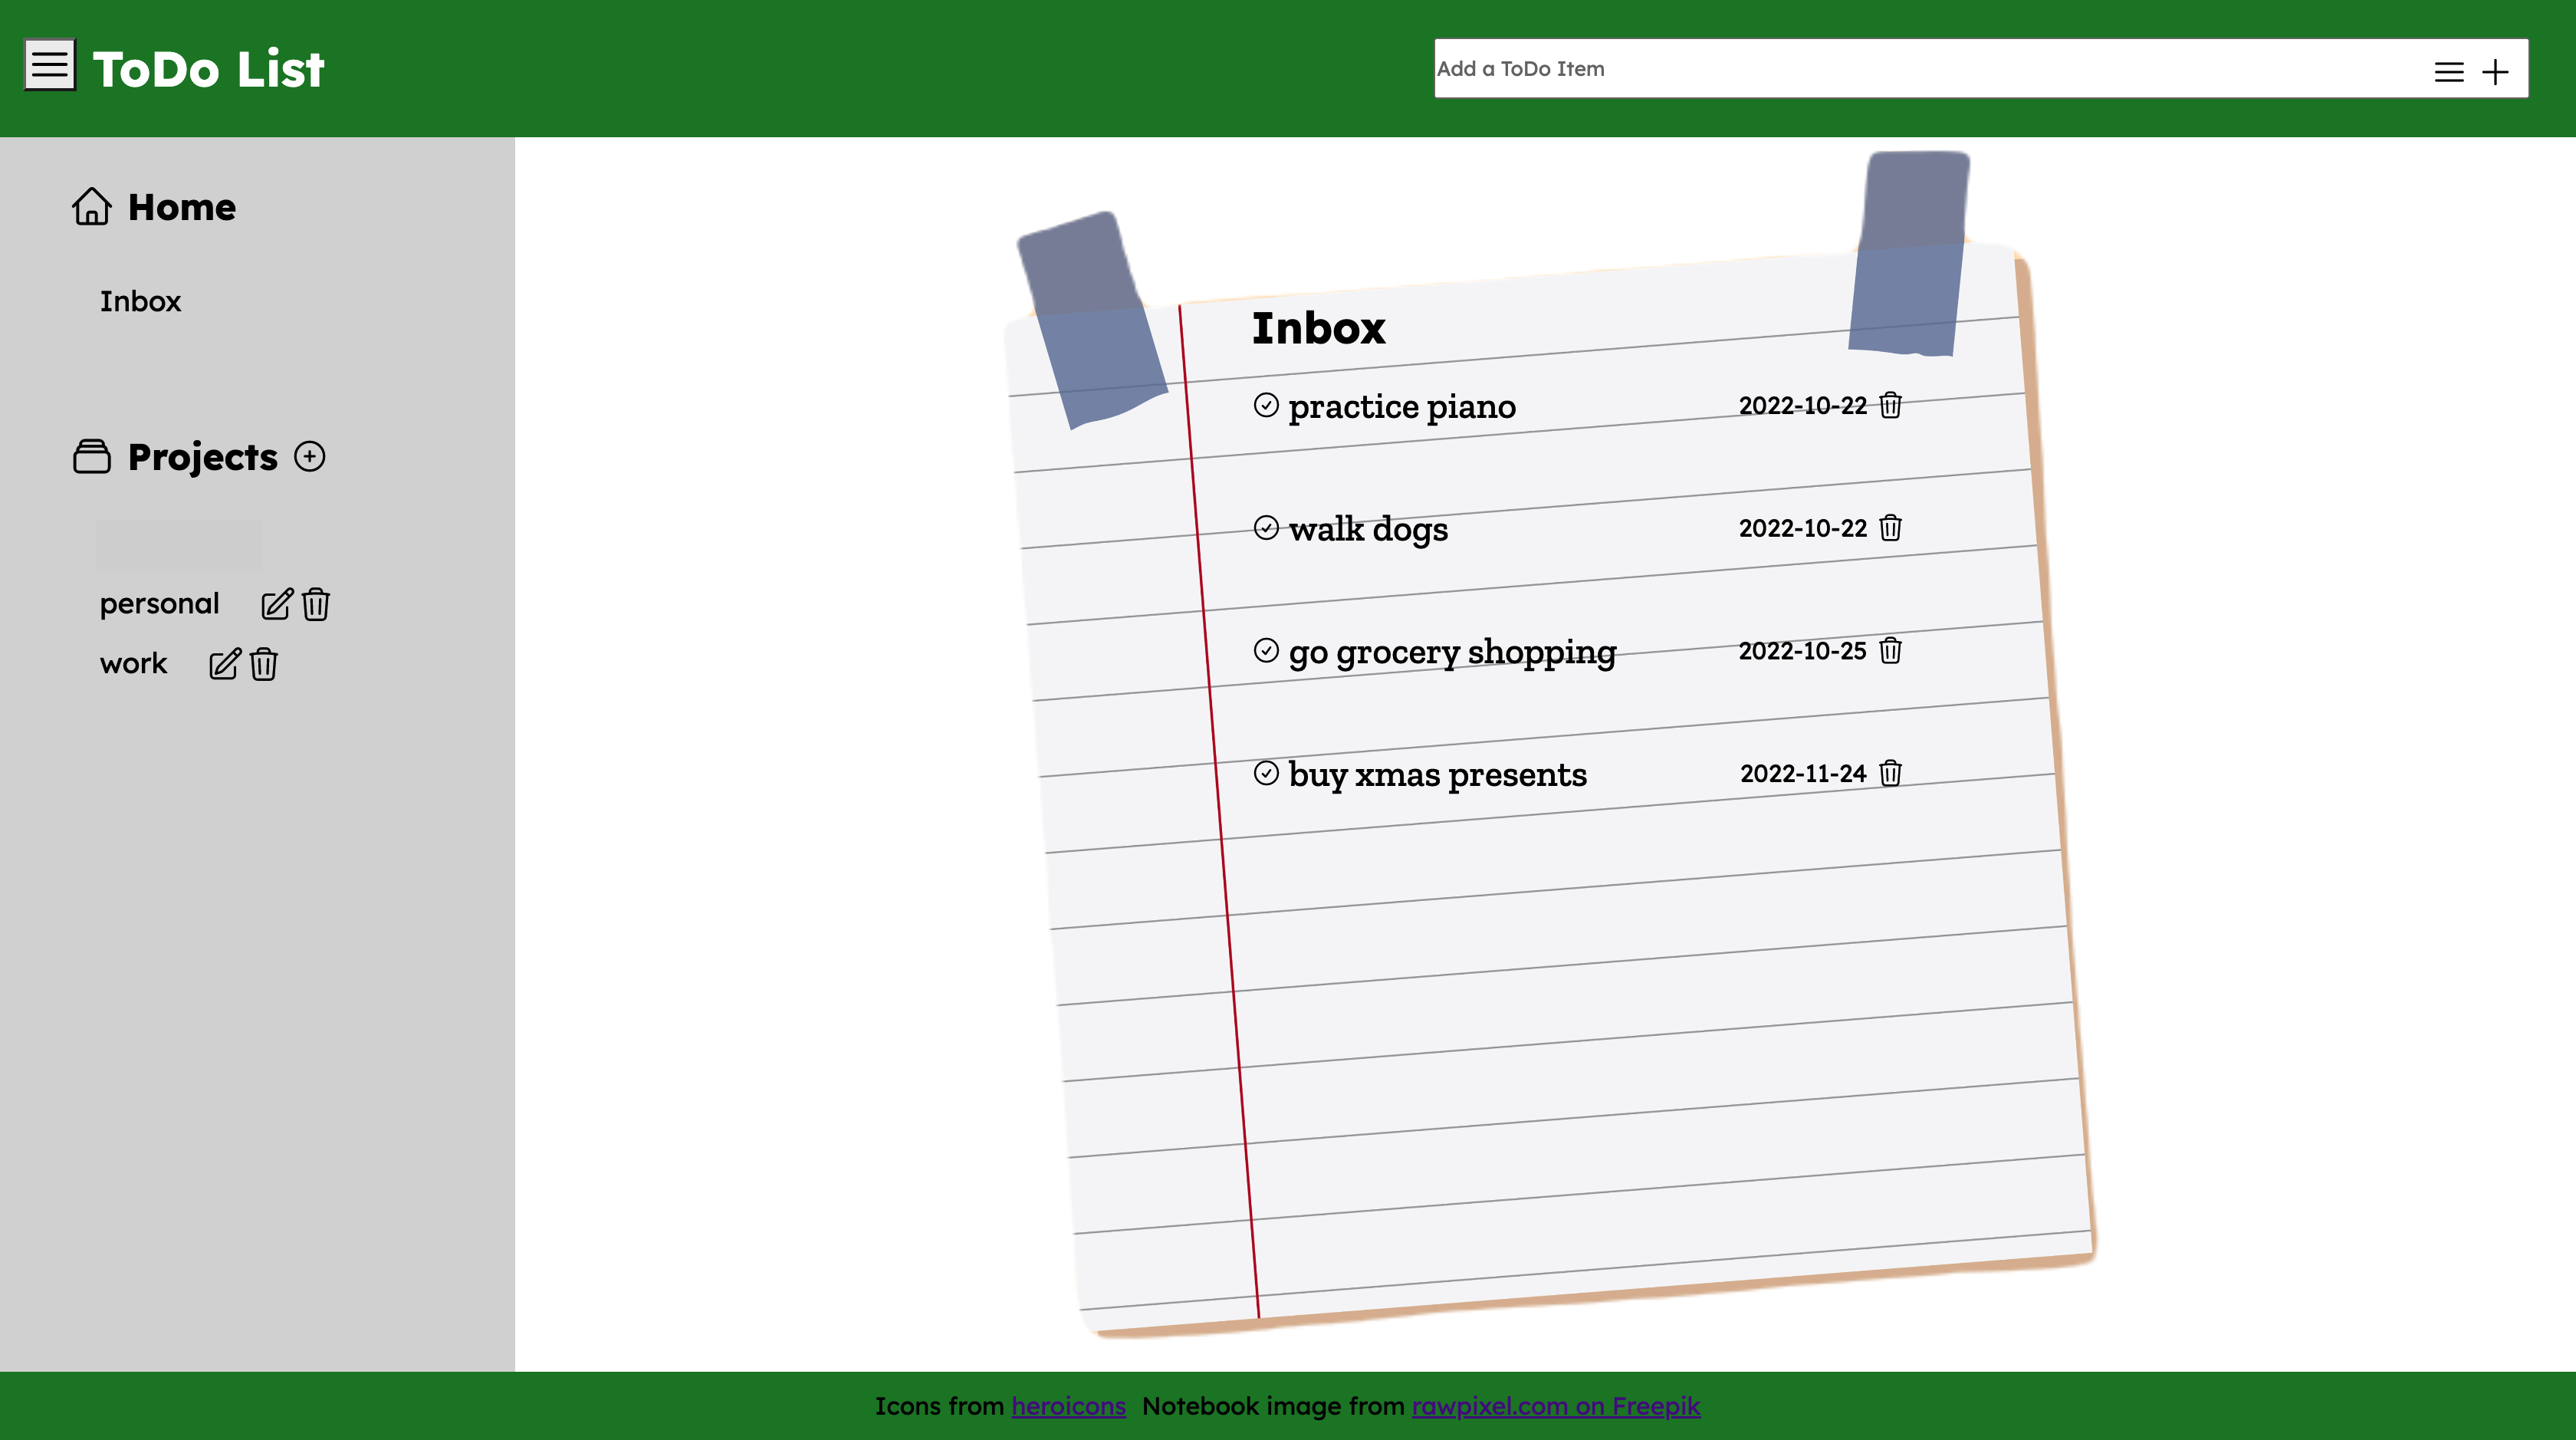 ToDo List
Add a ToDo Item
Home
Inbox
Projects
personal
work
Inbox
practice piano 2022-10-22
walk dogs 2022-10-22
go grocery shopping 2022-10-25
buy xmas presents 2022-11-24
Icons from heroicons Notebook image from rawpixel.com on Freepik